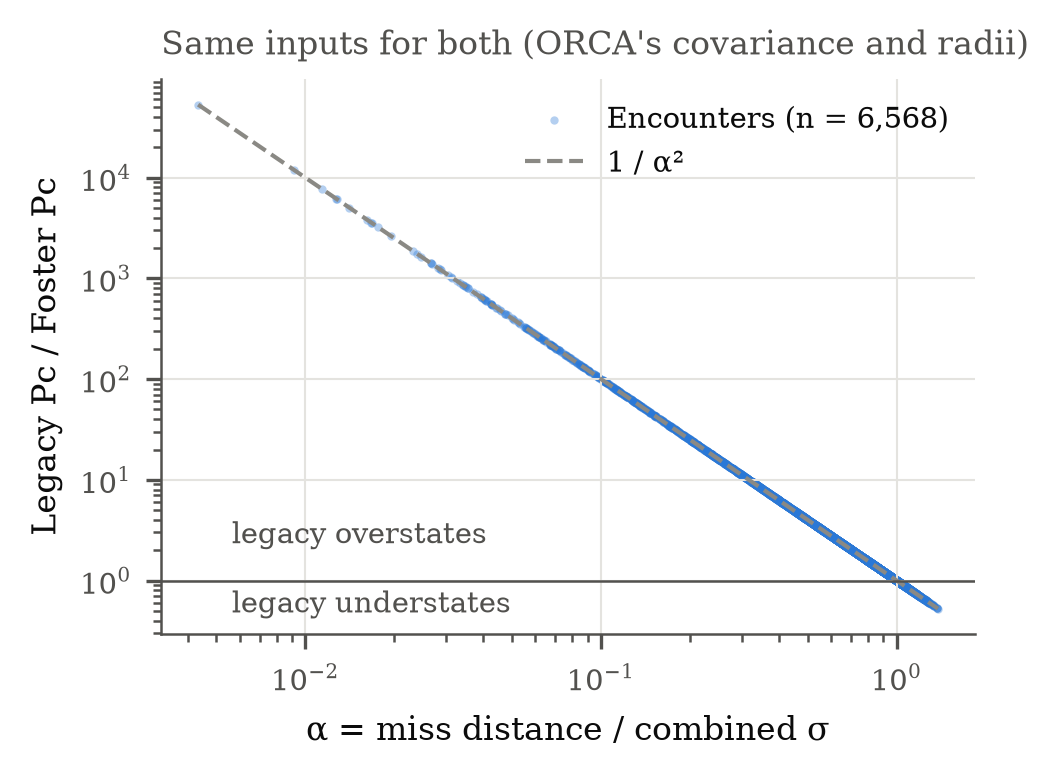 Same inputs for both (ORCA's covariance and radii)
Encounters (n = 6,568)
1 / α²
Legacy Pc / Foster Pc
10⁴
10³
10²
10¹
10⁰
legacy overstates
legacy understates
10⁻²
10⁻¹
10⁰
α = miss distance / combined σ